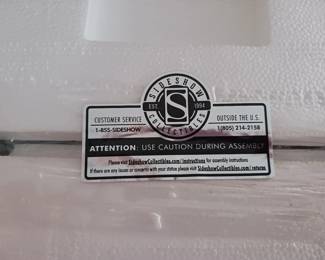 SIDESHOW
EST. 1994
S
COLLECTIBLES
CUSTOMER SERVICE OUTSIDE THE U.S.
1-855-SIDESHOW 1(805) 214-2158
ATTENTION: USE CAUTION DURING ASSEMBLY
Please visit SideshowCollectibles.com/instructions for assembly instructions
If there are any issues or concerns with your statue please visit SideshowCollectibles.com/returns